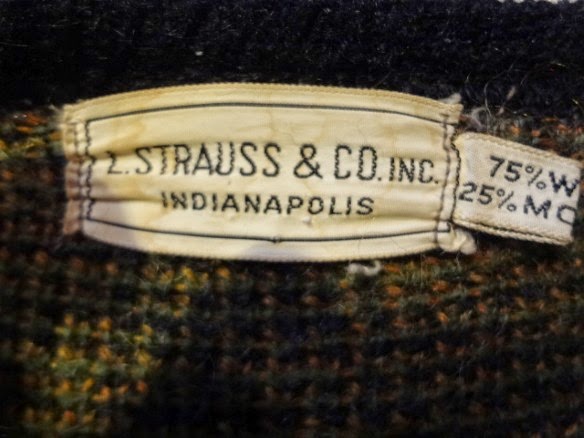 L. STRAUSS & CO. INC.
INDIANAPOLIS
75% W
25% MO